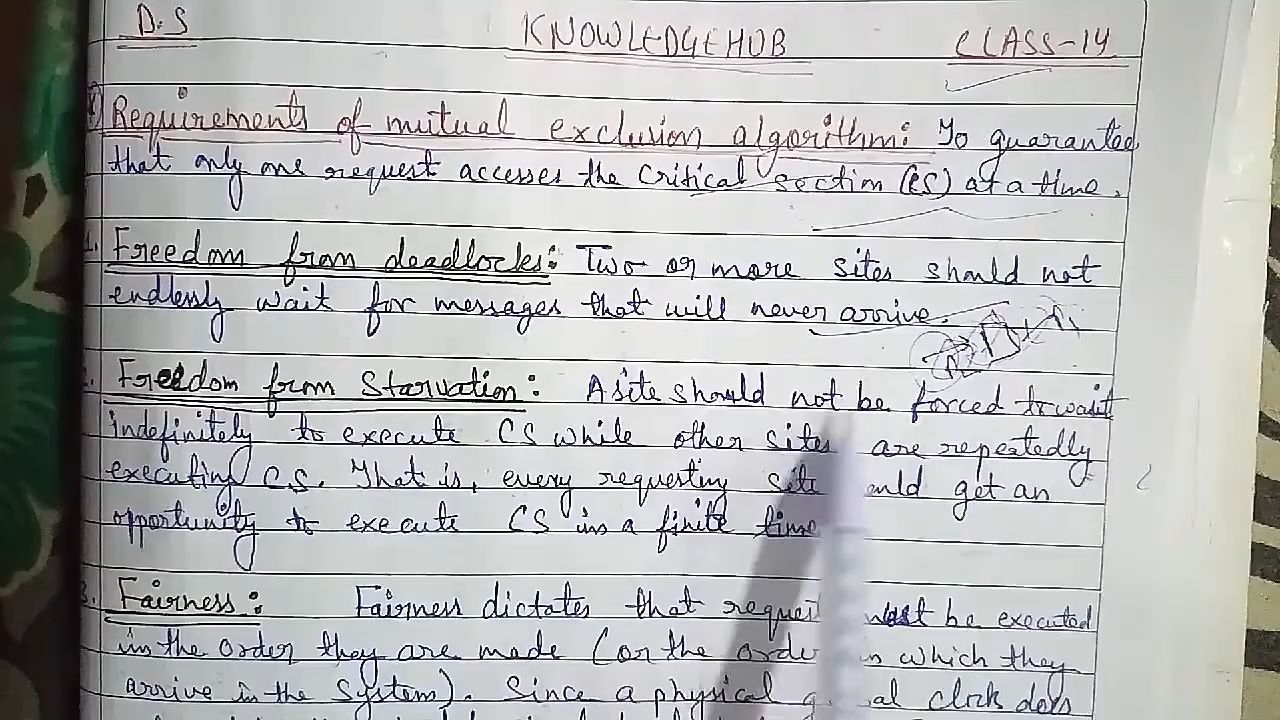 D.S KNOWLEDGEHUB CLASS-14
Requirements of mutual exclusion algorithm: To guarantee
that only one request accesses the critical section (CS) at a time.
1. Freedom from deadlocks: Two or more sites should not
endlessly wait for messages that will never arrive.
2. Freedom from Starvation: A site should not be forced to wait
indefinitely to execute CS while other sites are repeatedly
executing C.S. That is, every requesting site get an
opportunity to execute CS in a finite time
3. Fairness: Fairness dictates that must be executed
in the order they are made (or the which they
arrive in the system). Since a physical clock does